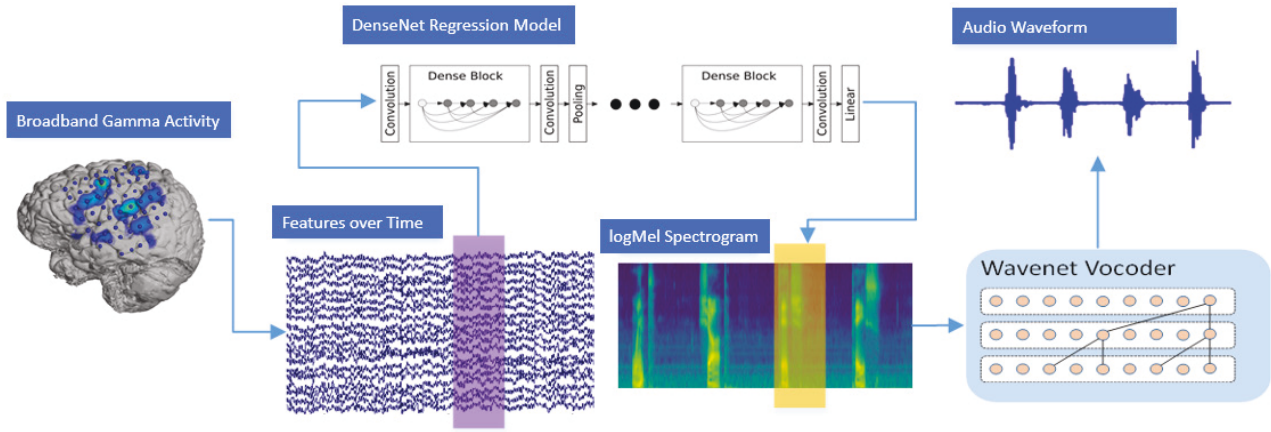 DenseNet Regression Model
Audio Waveform
Convolution
Dense Block
Convolution
Pooling
Dense Block
Convolution
Linear
Broadband Gamma Activity
Features over Time
logMel Spectrogram
Wavenet Vocoder